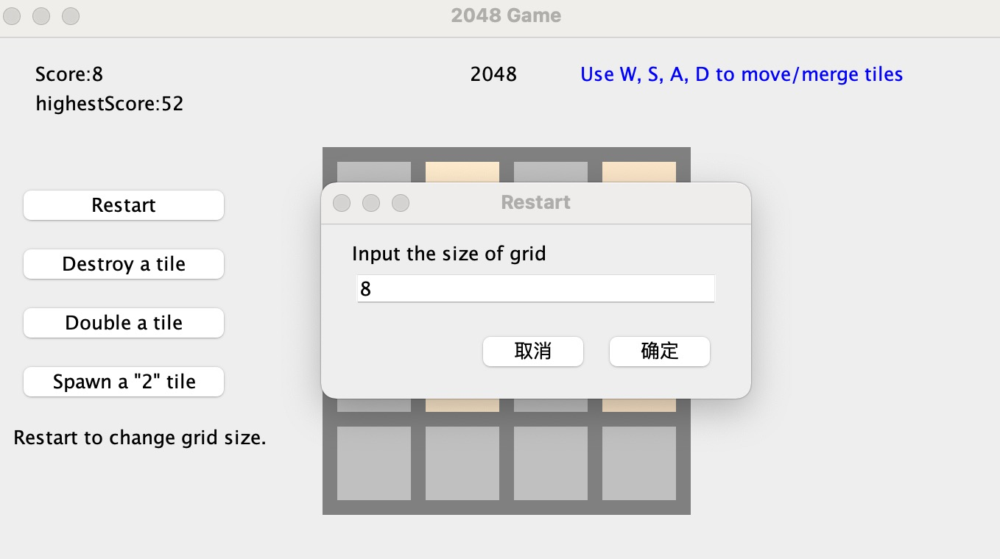 2048 Game
Score:8
2048
Use W, S, A, D to move/merge tiles
highestScore:52
Restart
Destroy a tile
Double a tile
Spawn a "2" tile
Restart to change grid size.
Restart
Input the size of grid
8
取消
确定